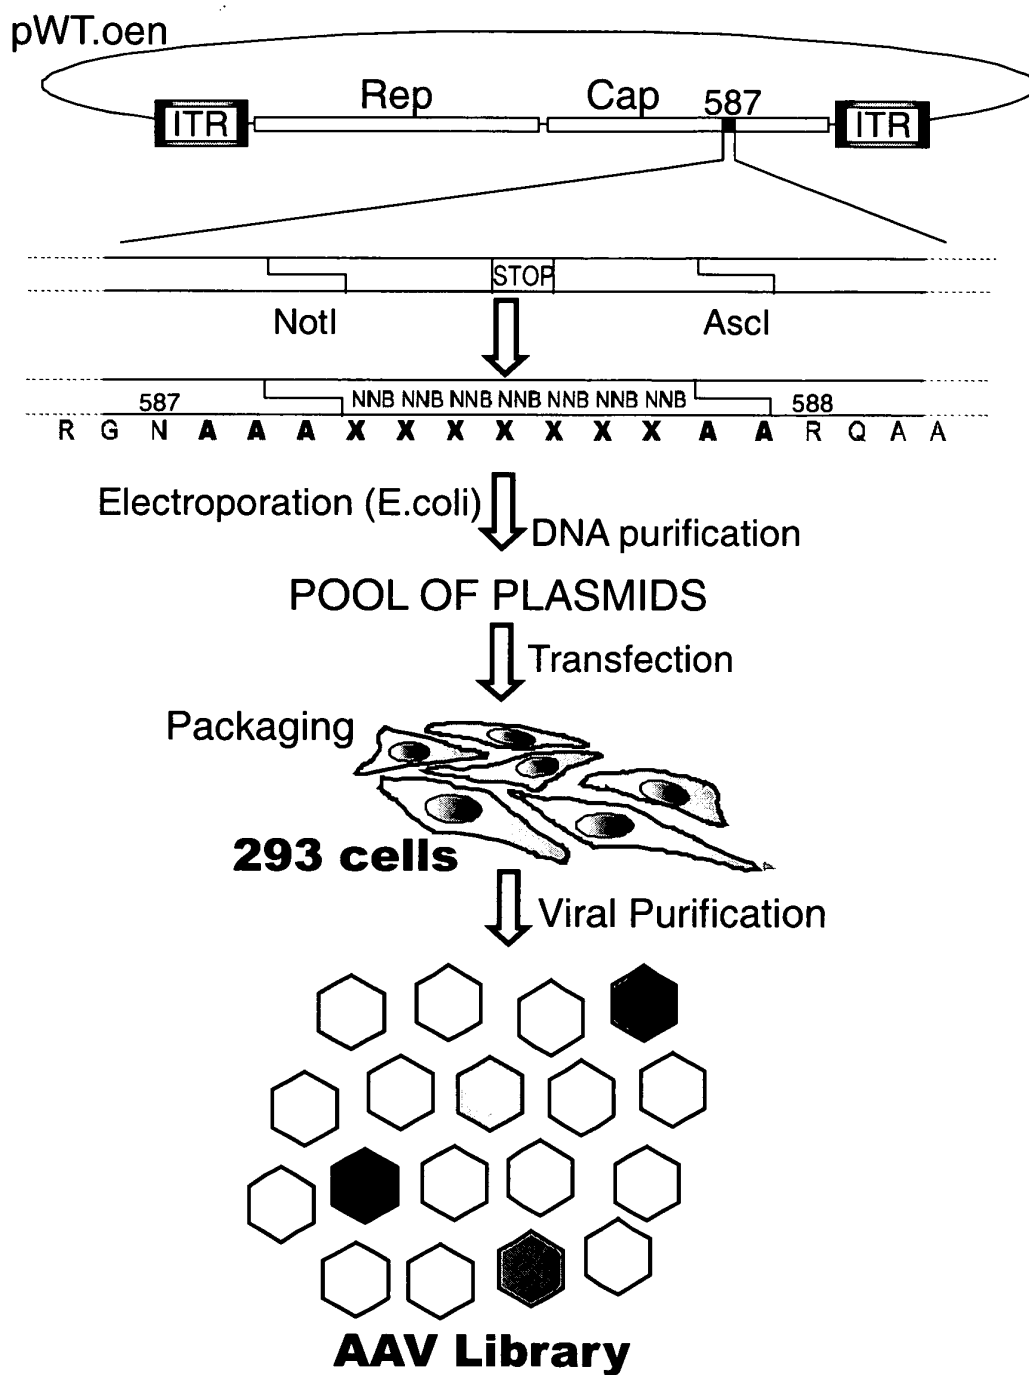 pWT.oen
Rep Cap 587
ITR ITR
STOP
NotI AscI
NNB NNB NNB NNB NNB NNB NNB
587 588
R G N A A A X X X X X X X A A R Q A A
Electroporation (E.coli)
DNA purification
POOL OF PLASMIDS
Transfection
Packaging
293 cells
Viral Purification
AAV Library